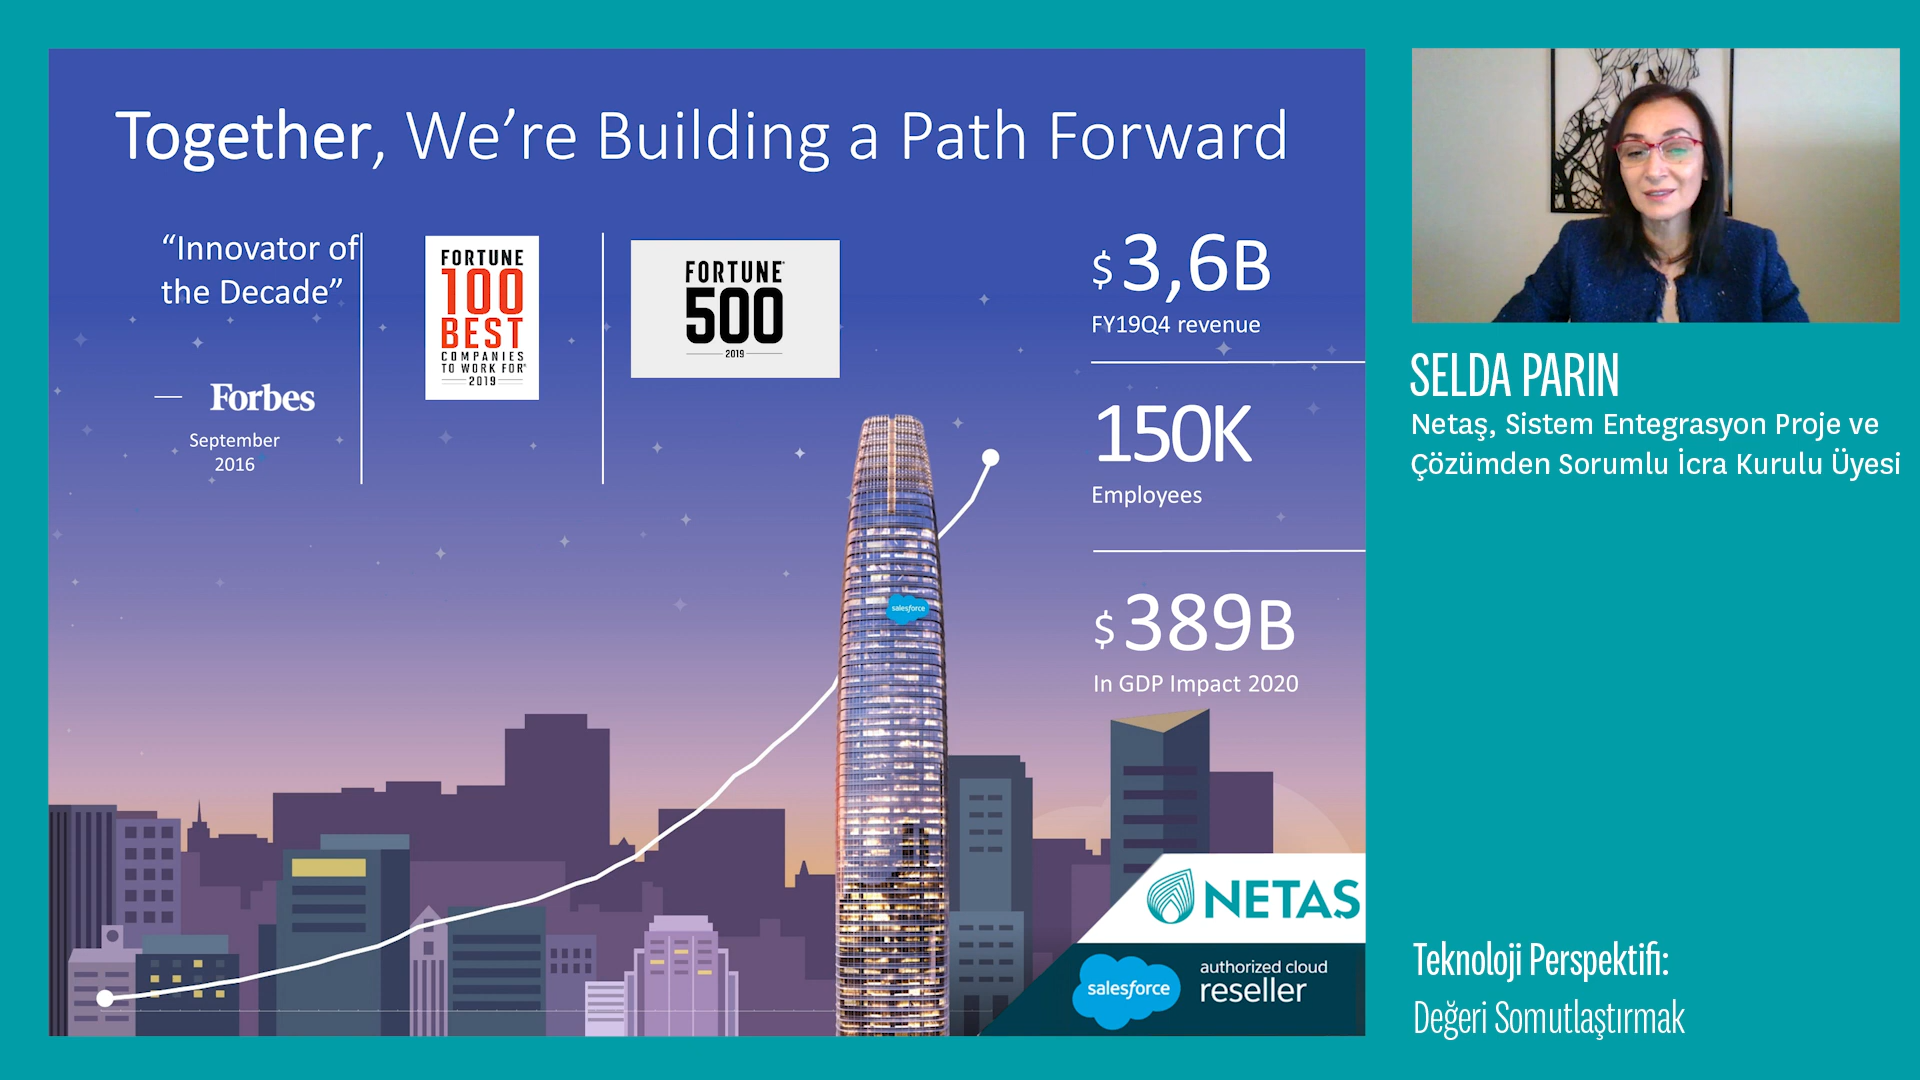 Together, We’re Building a Path Forward
“Innovator of
the Decade”
— Forbes
September
2016
FORTUNE
100
BEST
COMPANIES
TO WORK FOR®
2019
FORTUNE
500
2019
$3,6B
FY19Q4 revenue
150K
Employees
$389B
In GDP Impact 2020
salesforce
NETAŞ
salesforce
authorized cloud
reseller
SELDA PARIN
Netaş, Sistem Entegrasyon Proje ve
Çözümden Sorumlu İcra Kurulu Üyesi
Teknoloji Perspektifi:
Değeri Somutlaştırmak